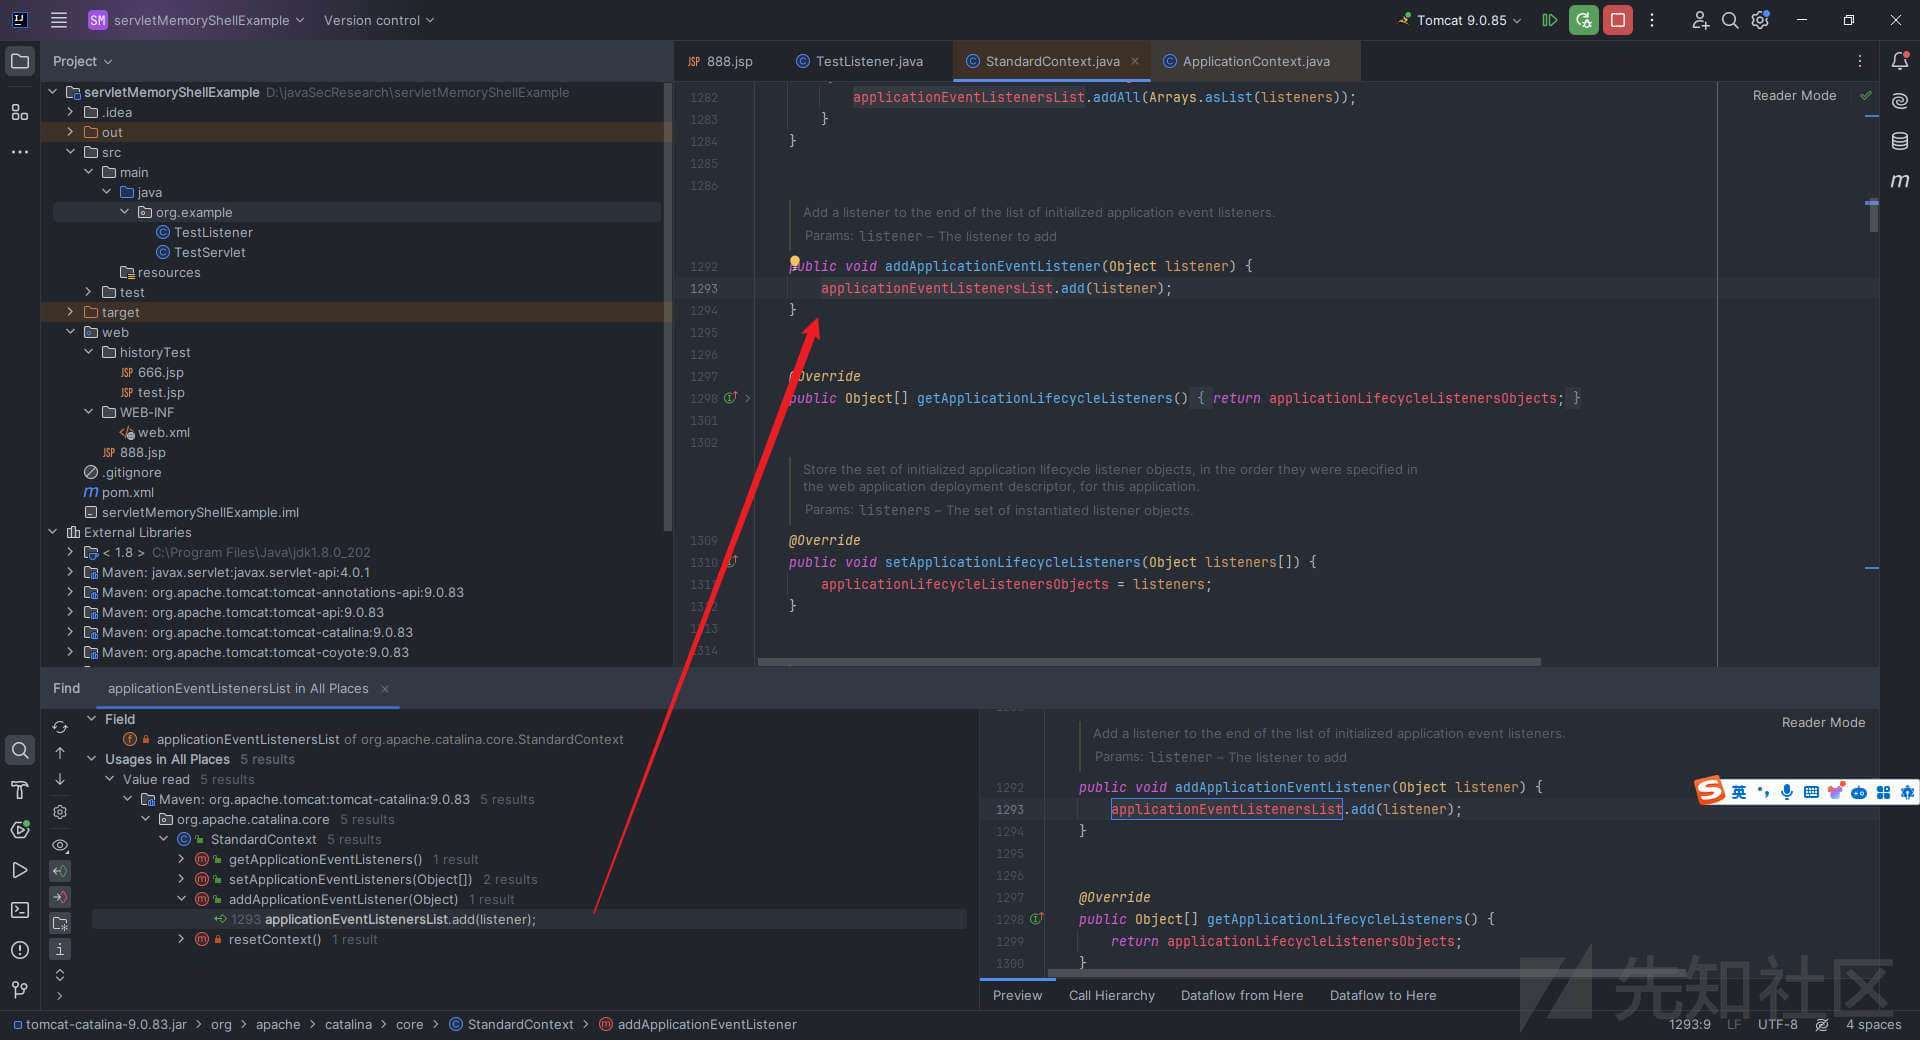 SM servletMemoryShellExample Version control Tomcat 9.0.85
Project
888.jsp TestListener.java StandardContext.java ApplicationContext.java
servletMemoryShellExample D:\javaSecResearch\servletMemoryShellExample
.idea
out
src
main
java
org.example
TestListener
TestServlet
resources
test
target
web
historyTest
JSP 666.jsp
JSP test.jsp
WEB-INF
web.xml
JSP 888.jsp
.gitignore
m pom.xml
servletMemoryShellExample.iml
External Libraries
< 1.8 > C:\Program Files\Java\jdk1.8.0_202
Maven: javax.servlet:javax.servlet-api:4.0.1
Maven: org.apache.tomcat:tomcat-annotations-api:9.0.83
Maven: org.apache.tomcat:tomcat-api:9.0.83
Maven: org.apache.tomcat:tomcat-catalina:9.0.83
Maven: org.apache.tomcat:tomcat-coyote:9.0.83
Reader Mode
1282 applicationEventListenersList.addAll(Arrays.asList(listeners));
1283 }
1284 }
1285
1286
Add a listener to the end of the list of initialized application event listeners.
Params: listener – The listener to add
1292 public void addApplicationEventListener(Object listener) {
1293 applicationEventListenersList.add(listener);
1294 }
1295
1296
1297 @Override
1298 public Object[] getApplicationLifecycleListeners() { return applicationLifecycleListenersObjects; }
1301
1302
Store the set of initialized application lifecycle listener objects, in the order they were specified in
the web application deployment descriptor, for this application.
Params: listeners – The set of instantiated listener objects.
1309 @Override
1310 public void setApplicationLifecycleListeners(Object listeners[]) {
1311 applicationLifecycleListenersObjects = listeners;
1312 }
1313
1314
Find applicationEventListenersList in All Places
Field
applicationEventListenersList of org.apache.catalina.core.StandardContext
Usages in All Places 5 results
Value read 5 results
Maven: org.apache.tomcat:tomcat-catalina:9.0.83 5 results
org.apache.catalina.core 5 results
StandardContext 5 results
getApplicationEventListeners() 1 result
setApplicationEventListeners(Object[]) 2 results
addApplicationEventListener(Object) 1 result
1293 applicationEventListenersList.add(listener);
resetContext() 1 result
Reader Mode
Add a listener to the end of the list of initialized application event listeners.
Params: listener – The listener to add
1292 public void addApplicationEventListener(Object listener) {
1293 applicationEventListenersList.add(listener);
1294 }
1295
1296
1297 @Override
1298 public Object[] getApplicationLifecycleListeners() {
1299 return applicationLifecycleListenersObjects;
1300 }
英
Preview Call Hierarchy Dataflow from Here Dataflow to Here
先知社区
tomcat-catalina-9.0.83.jar > org > apache > catalina > core > StandardContext > addApplicationEventListener
1293:9 LF UTF-8 4 spaces